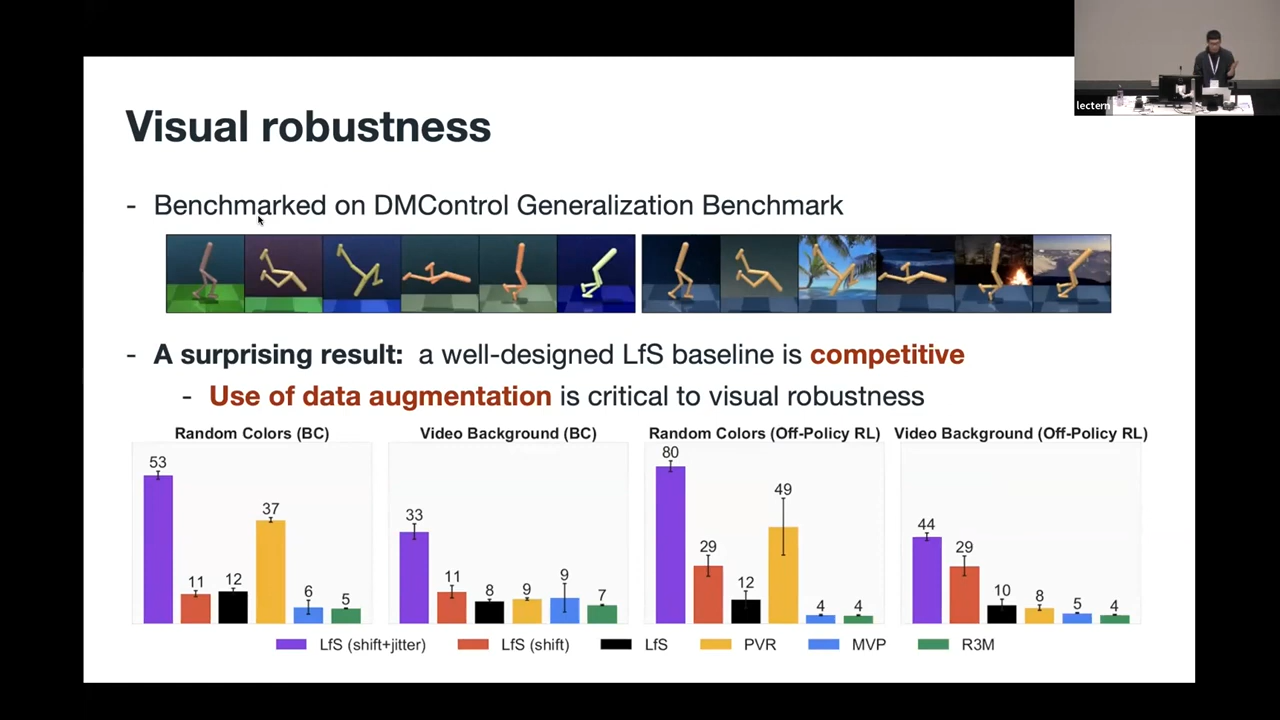 lectern
Visual robustness
- Benchmarked on DMControl Generalization Benchmark
- A surprising result: a well-designed LfS baseline is competitive
- Use of data augmentation is critical to visual robustness
Random Colors (BC)
53
11
12
37
6
5
Video Background (BC)
33
11
8
9
9
7
Random Colors (Off-Policy RL)
80
29
12
49
4
4
Video Background (Off-Policy RL)
44
29
10
8
5
4
LfS (shift+jitter) LfS (shift) LfS PVR MVP R3M